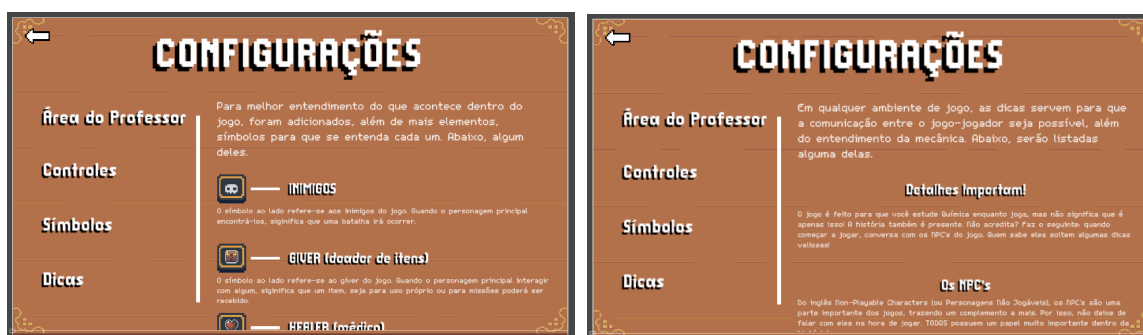 CONFIGURAÇÕES
Área do Professor
Controles
Símbolos
Dicas
Para melhor entendimento do que acontece dentro do
jogo, foram adicionados, além de mais elementos,
símbolos para que se entenda cada um. Abaixo, algum
deles.
INIMIGOS
O símbolo ao lado refere-se aos inimigos do jogo. Quando o personagem principal
encontrá-los, siginifica que uma batalha irá ocorrer.
GIVER (doador de itens)
O símbolo ao lado refere-se ao giver do jogo. Quando o personagem principal interagir
com algum, siginifica que um item, seja para uso próprio ou para missões poderá ser
recebido.
HEALER (médico)
CONFIGURAÇÕES
Área do Professor
Controles
Símbolos
Dicas
Em qualquer ambiente de jogo, as dicas servem para que
a comunicação entre o jogo-jogador seja possível, além
do entendimento da mecânica. Abaixo, serão listadas
alguma delas.
Detalhes Importam!
O jogo é feito para que você estude Química enquanto joga, mas não significa que é
apenas isso! A história também é presente. Não acredita? Faz o seguinte: quando
começar a jogar, conversa com os NPC's do jogo. Quem sabe eles soltem algumas dicas
valiosas!
Os NPC's
Do inglês Non-Playable Characters (ou Personagens Não Jogáveis), os NPC's são uma
parte importante dos jogos, trazendo um complemento a mais. Por isso, não deixe de
falar com eles na hora de jogar. TODOS possuem um papel muito importante dentro da